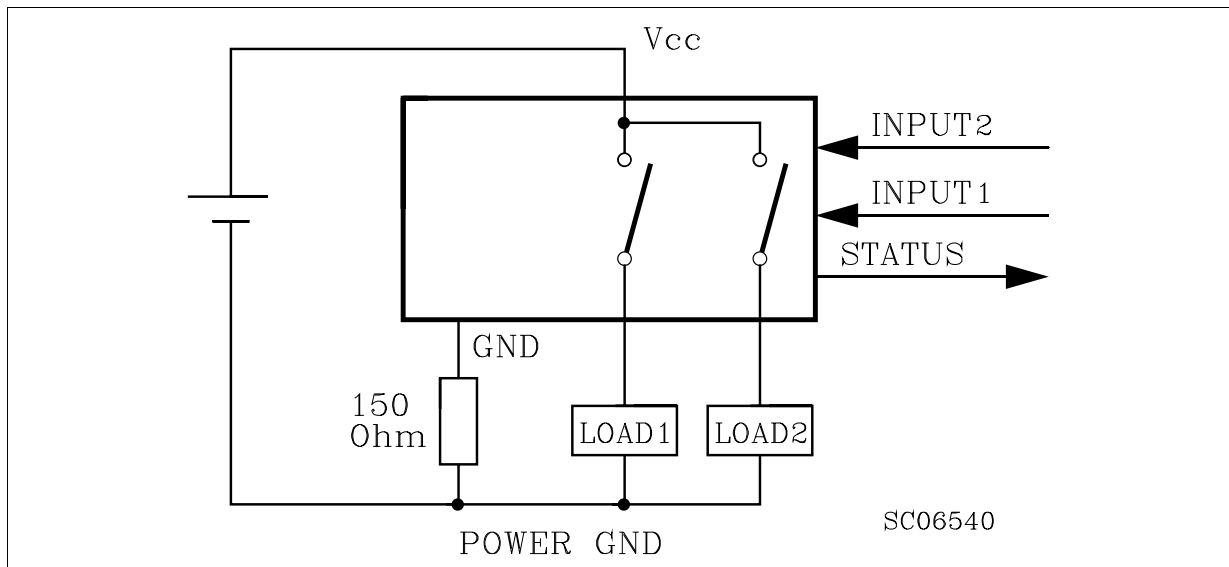 Vcc
INPUT2
INPUT1
STATUS
GND
150
Ohm
LOAD1
LOAD2
SC06540
POWER GND